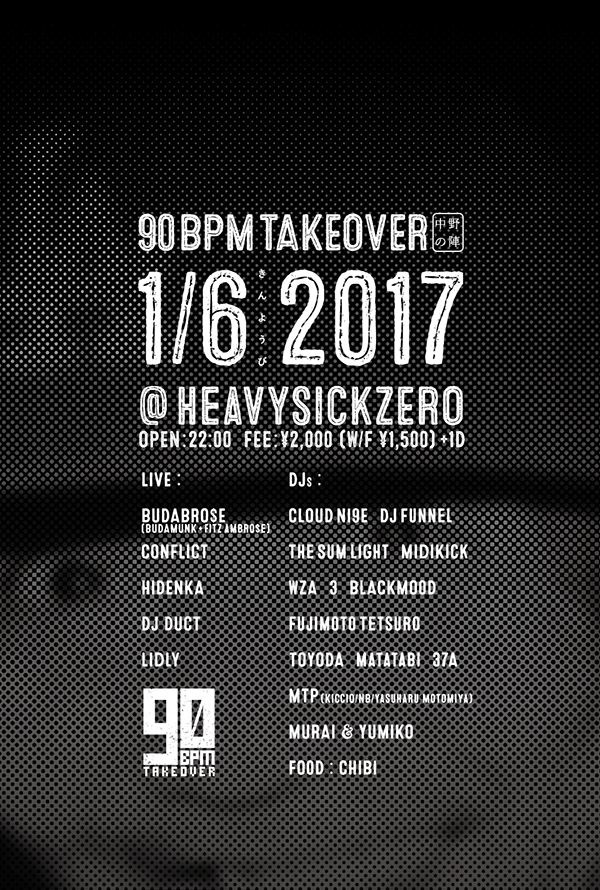 90 BPM TAKEOVER 中野の陣
1/6 きんようび 2017
@ HEAVYSICKZERO
OPEN:22:00 FEE:¥2,000 (W/F ¥1,500) +1D
LIVE :
BUDABROSE
(BUDAMUNK+FITZ AMBROSE)
CONFLICT
HIDENKA
DJ DUCT
LIDLY
DJs :
CLOUD NI9E DJ FUNNEL
THE SUM LIGHT MIDIKICK
WZA 3 BLACKMOOD
FUJIMOTO TETSURO
TOYODA MATATABI 37A
MTP (KICCIO/NB/YASUHARU MOTOMIYA)
MURAI & YUMIKO
FOOD : CHIBI
90
BPM
TAKEOVER